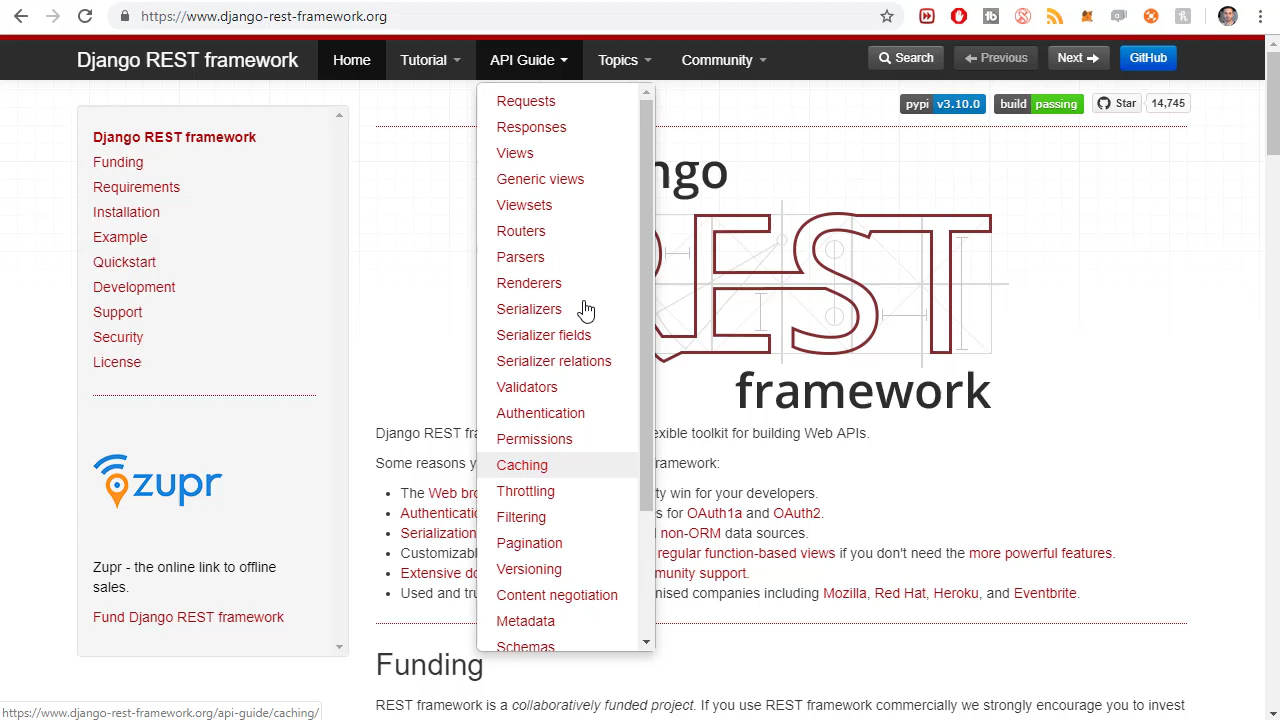 https://www.django-rest-framework.org
Django REST framework
Home
Tutorial
API Guide
Topics
Community
Search
Previous
Next
GitHub
pypi v3.10.0
build passing
Star
14,745
Django REST framework
Funding
Requirements
Installation
Example
Quickstart
Development
Support
Security
License
zupr
Zupr - the online link to offline
sales.
Fund Django REST framework
Requests
Responses
Views
Generic views
Viewsets
Routers
Parsers
Renderers
Serializers
Serializer fields
Serializer relations
Validators
Authentication
Permissions
Caching
Throttling
Filtering
Pagination
Versioning
Content negotiation
Metadata
Schemas
ngo
REST
framework
Django REST fra exible toolkit for building Web APIs.
Some reasons y ramework:
The Web bro ty win for your developers.
Authenticatio s for OAuth1a and OAuth2.
Serialization non-ORM data sources.
Customizabl regular function-based views if you don't need the more powerful features.
Extensive do mmunity support.
Used and tru nised companies including Mozilla, Red Hat, Heroku, and Eventbrite.
Funding
REST framework is a collaboratively funded project. If you use REST framework commercially we strongly encourage you to invest
https://www.django-rest-framework.org/api-guide/caching/